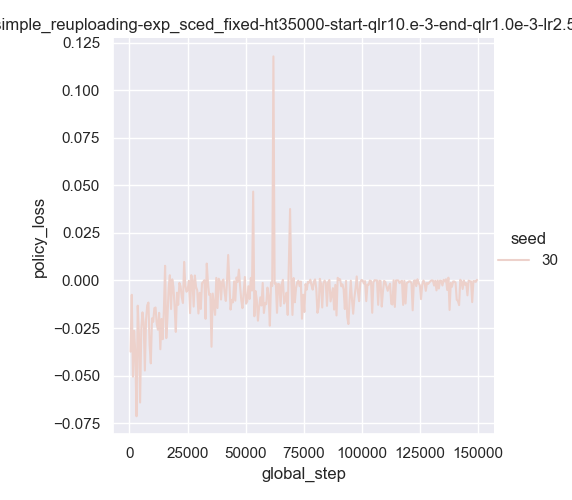 simple_reuploading-exp_sced_fixed-ht35000-start-qlr10.e-3-end-qlr1.0e-3-lr2.5
0.125
0.100
0.075
0.050
0.025
0.000
−0.025
−0.050
−0.075
policy_loss
0 25000 50000 75000 100000 125000 150000
global_step
seed
30